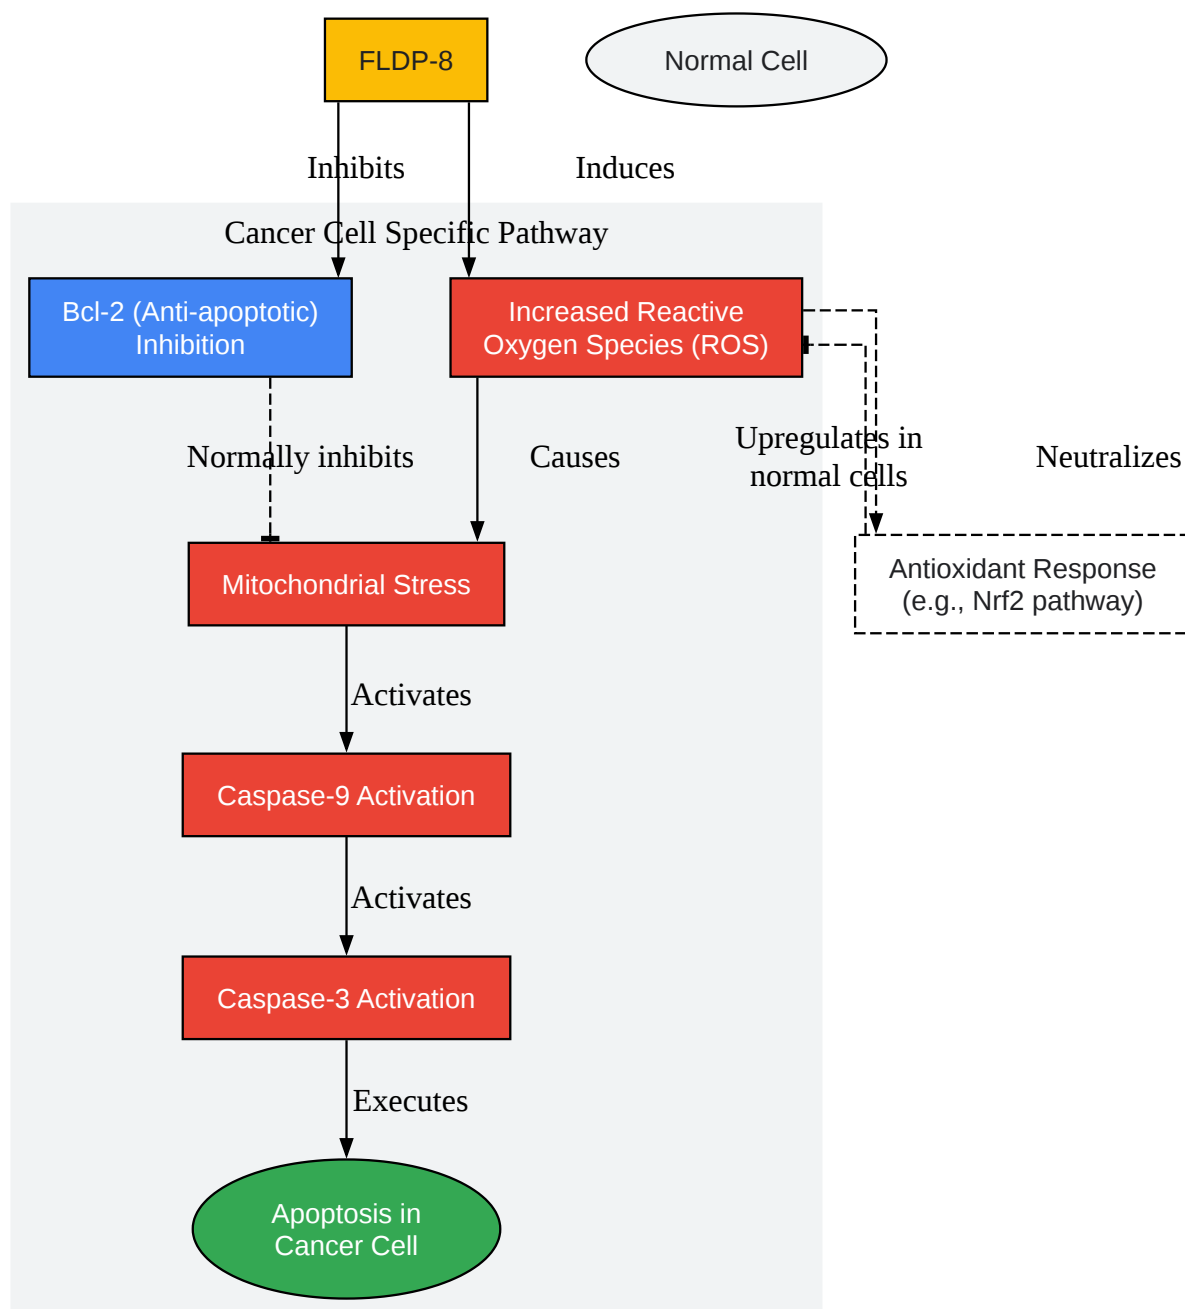 FLDP-8
Normal Cell
Inhibits
Induces
Cancer Cell Specific Pathway
Bcl-2 (Anti-apoptotic)
Inhibition
Increased Reactive
Oxygen Species (ROS)
Normally inhibits
Causes
Upregulates in
normal cells
Neutralizes
Mitochondrial Stress
Antioxidant Response
(e.g., Nrf2 pathway)
Activates
Caspase-9 Activation
Activates
Caspase-3 Activation
Executes
Apoptosis in
Cancer Cell